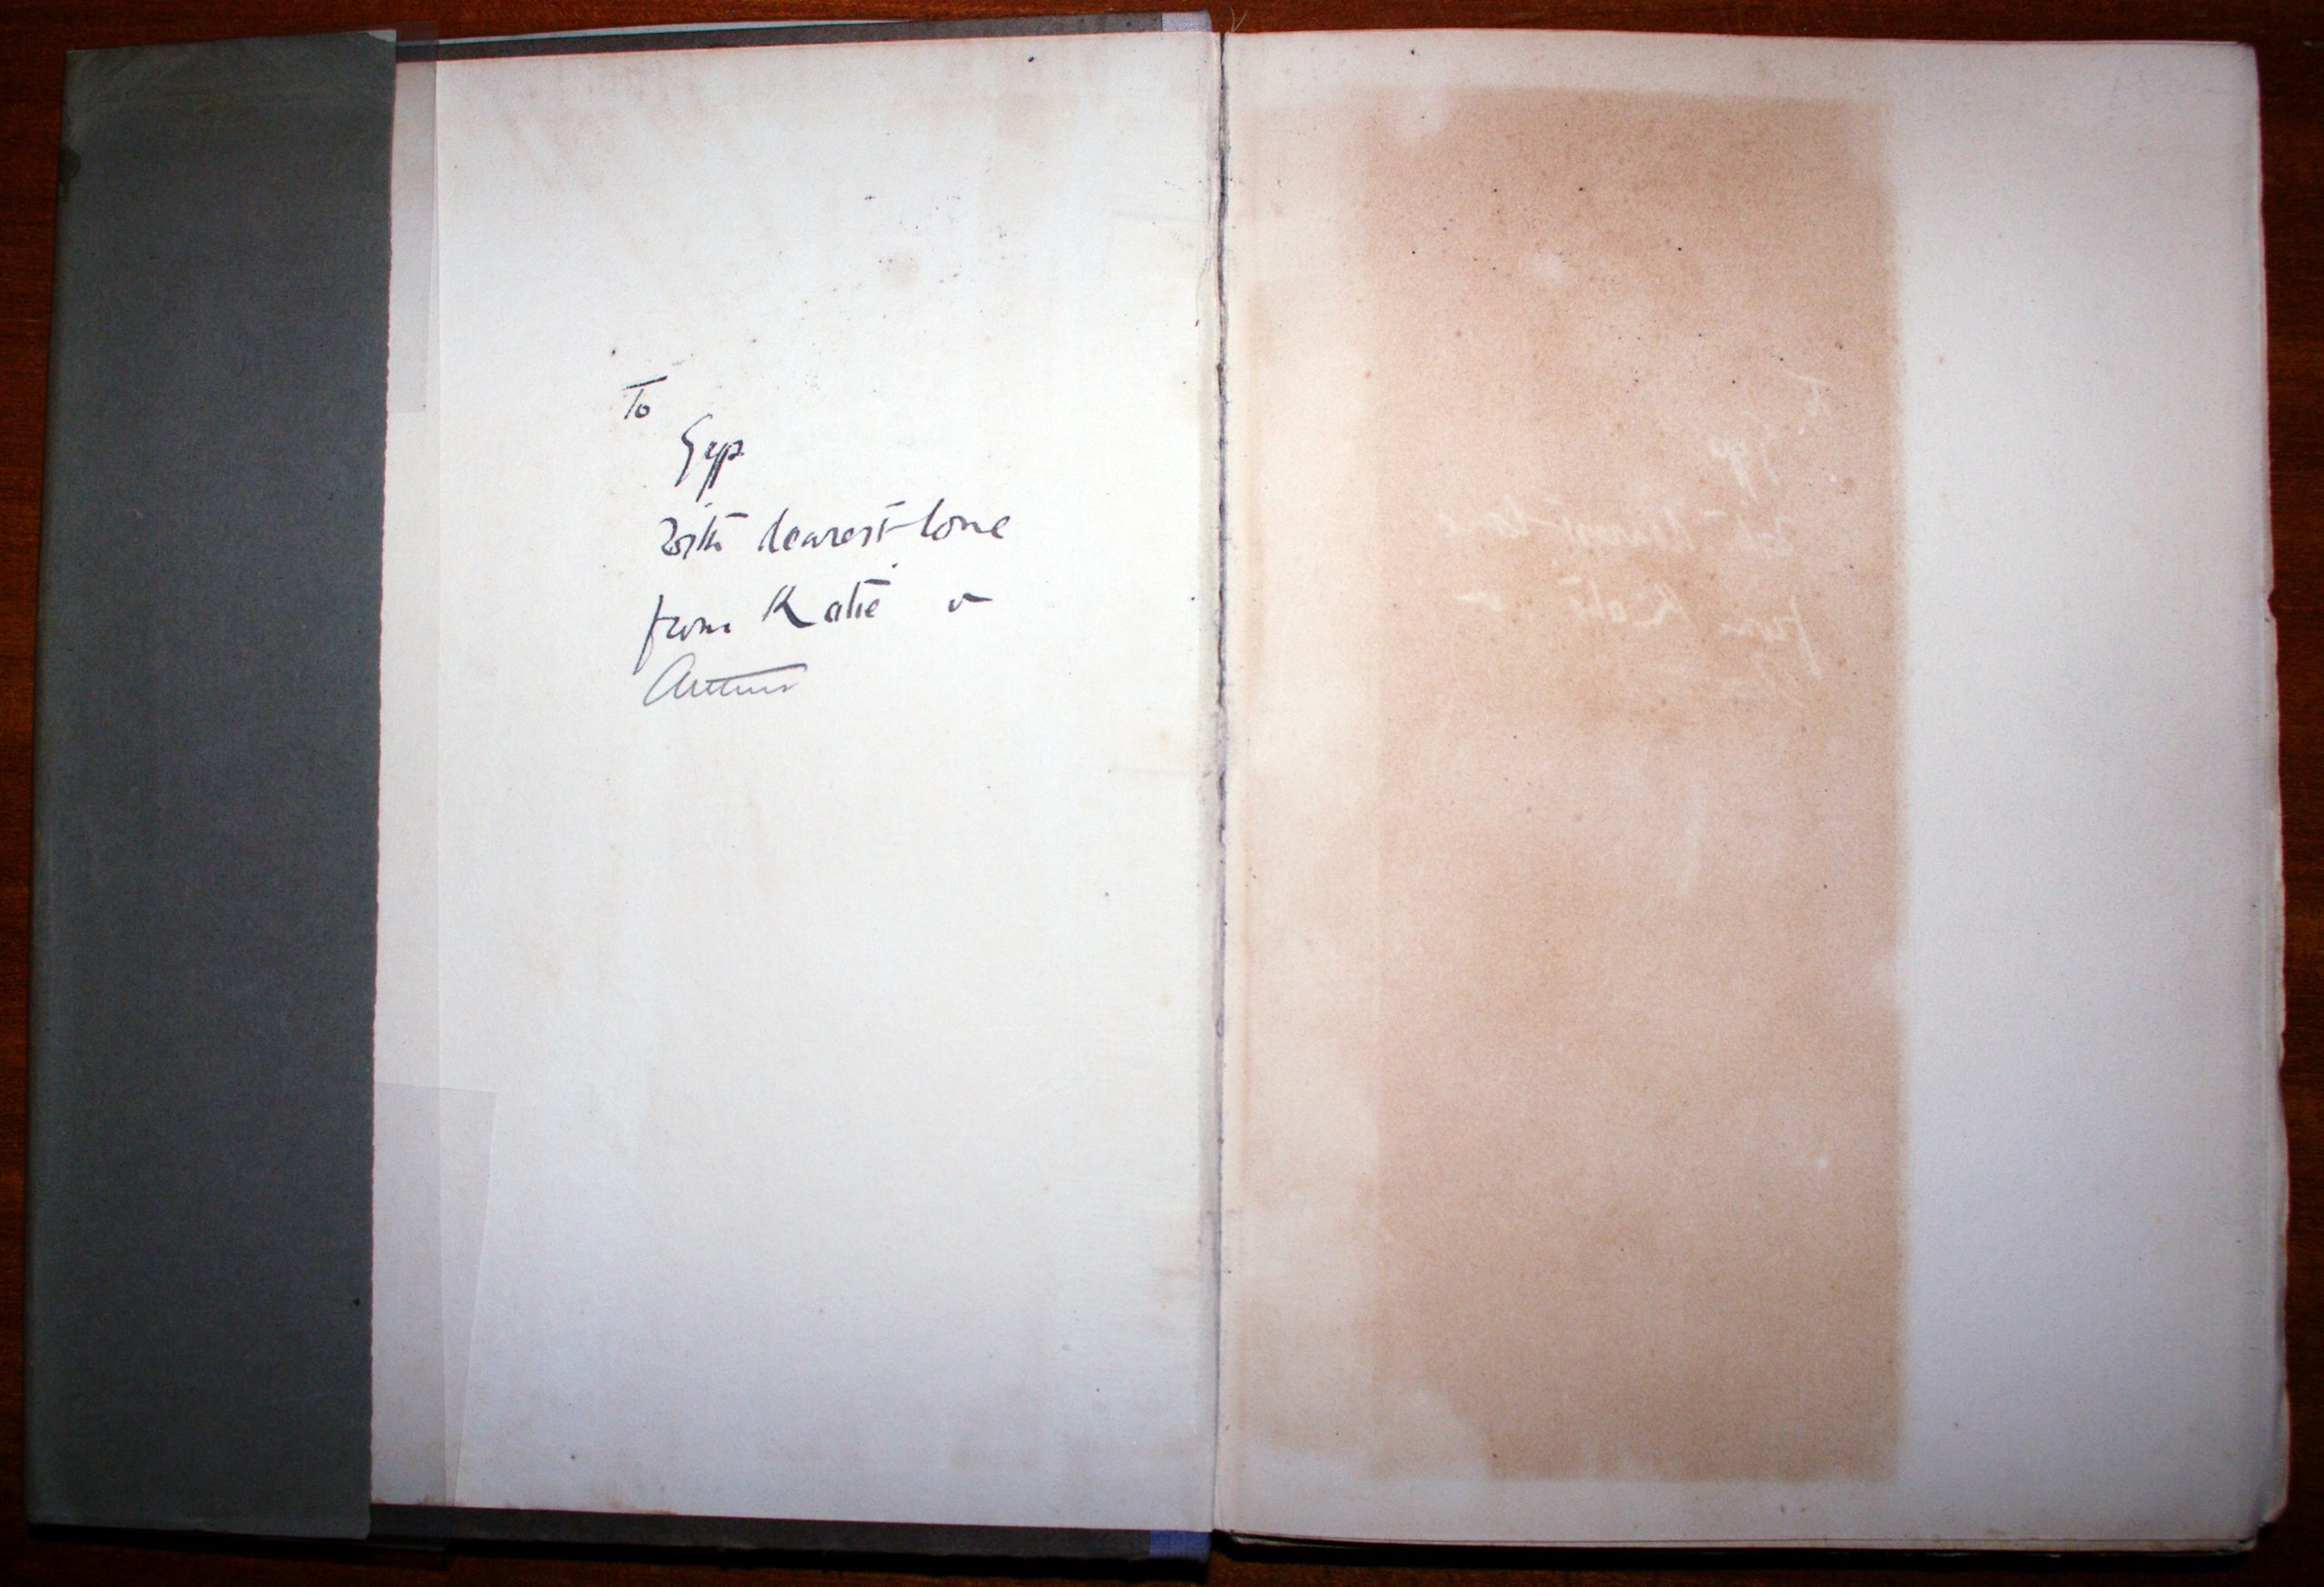 To
Gyp
With dearest love
from Katie &
Arthur